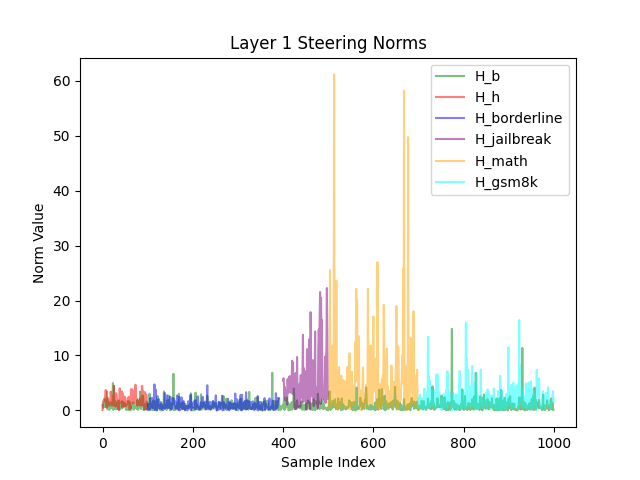 Layer 1 Steering Norms
H_b
H_h
H_borderline
H_jailbreak
H_math
H_gsm8k
Norm Value
60
50
40
30
20
10
0
0 200 400 600 800 1000
Sample Index